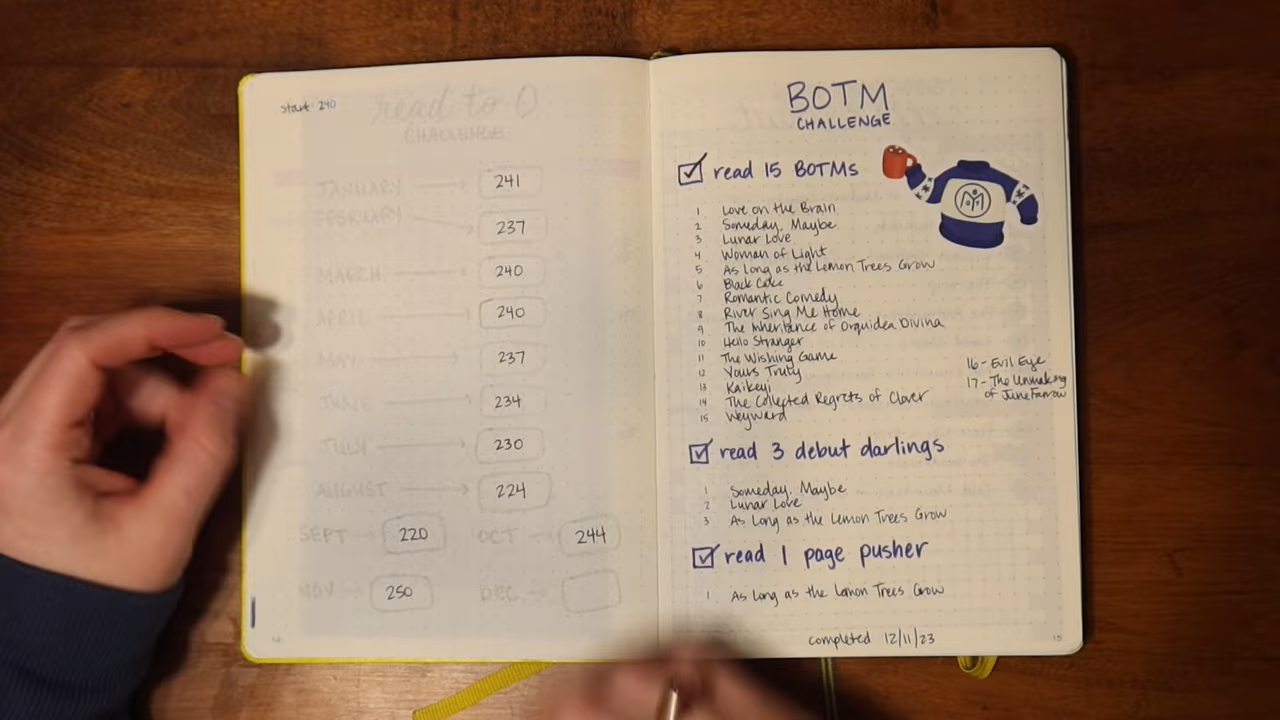 start: 240
read to 0
CHALLENGE
JANUARY 241
FEBRUARY 237
MARCH 240
APRIL 240
MAY 237
JUNE 234
JULY 230
AUGUST 224
SEPT 220 OCT 244
NOV 250 DEC
14
BOTM
CHALLENGE
read 15 BOTMs
1 Love on the Brain
2 Someday, Maybe
3 Lunar Love
4 Woman of Light
5 As Long as the Lemon Trees Grow
6 Black Cake
7 Romantic Comedy
8 River Sing Me Home
9 The Inheritance of Orquidea Divina
10 Hello Stranger
11 The Wishing Game
12 Yours Truly
13 Kaikeyi
14 The Collected Regrets of Clover
15 Weyward
16 - Evil Eye
17 - The Unmaking
of June Farrow
read 3 debut darlings
1 Someday, Maybe
2 Lunar Love
3 As Long as the Lemon Trees Grow
read 1 page pusher
1 As Long as the Lemon Trees Grow
completed 12/11/23
15